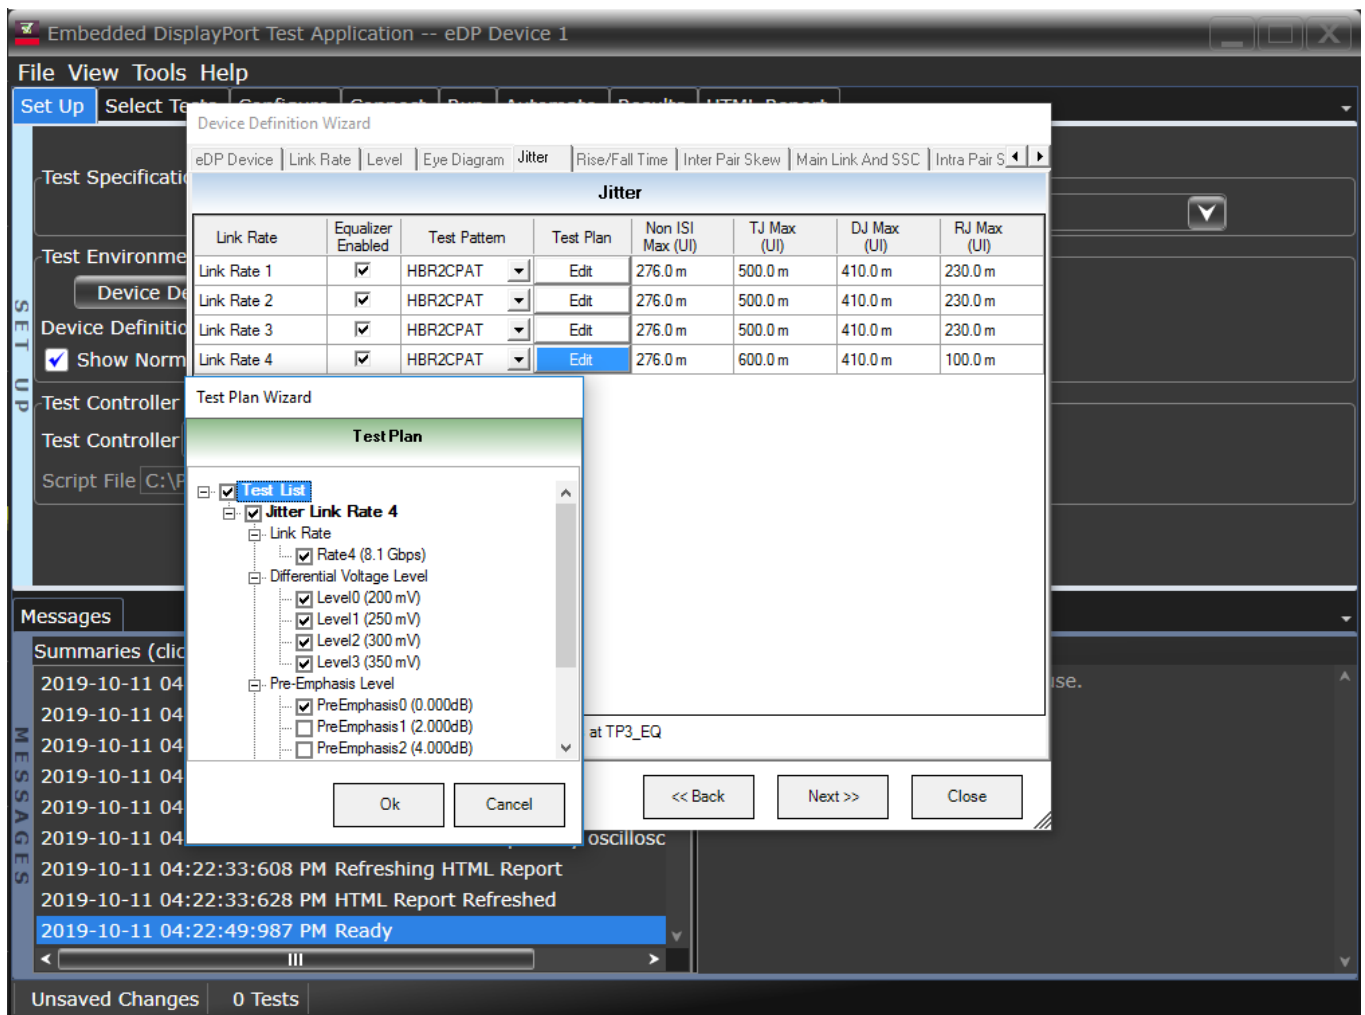 Embedded DisplayPort Test Application -- eDP Device 1
File View Tools Help
Set Up Select Tests Configure Connect Run Automate Results HTML Report
Device Definition Wizard
eDP Device Link Rate Level Eye Diagram Jitter Rise/Fall Time Inter Pair Skew Main Link And SSC Intra Pair S
Jitter
Link Rate Equalizer Enabled Test Pattern Test Plan Non ISI Max (UI) TJ Max (UI) DJ Max (UI) RJ Max (UI)
Link Rate 1 HBR2CPAT Edit 276.0 m 500.0 m 410.0 m 230.0 m
Link Rate 2 HBR2CPAT Edit 276.0 m 500.0 m 410.0 m 230.0 m
Link Rate 3 HBR2CPAT Edit 276.0 m 500.0 m 410.0 m 230.0 m
Link Rate 4 HBR2CPAT Edit 276.0 m 600.0 m 410.0 m 100.0 m
at TP3_EQ
<< Back Next >> Close
Test Plan Wizard
Test Plan
Test List
Jitter Link Rate 4
Link Rate
Rate4 (8.1 Gbps)
Differential Voltage Level
Level0 (200 mV)
Level1 (250 mV)
Level2 (300 mV)
Level3 (350 mV)
Pre-Emphasis Level
PreEmphasis0 (0.000dB)
PreEmphasis1 (2.000dB)
PreEmphasis2 (4.000dB)
Ok Cancel
SET UP
Test Specificatio
Test Environme
Device De
Device Definitio
Show Norm
Test Controller
Test Controller
Script File C:\P
Messages
MESSAGES
Summaries (clic
2019-10-11 04
2019-10-11 04
2019-10-11 04
2019-10-11 04
2019-10-11 04
2019-10-11 04 oscillosc
2019-10-11 04:22:33:608 PM Refreshing HTML Report
2019-10-11 04:22:33:628 PM HTML Report Refreshed
2019-10-11 04:22:49:987 PM Ready
use.
Unsaved Changes 0 Tests